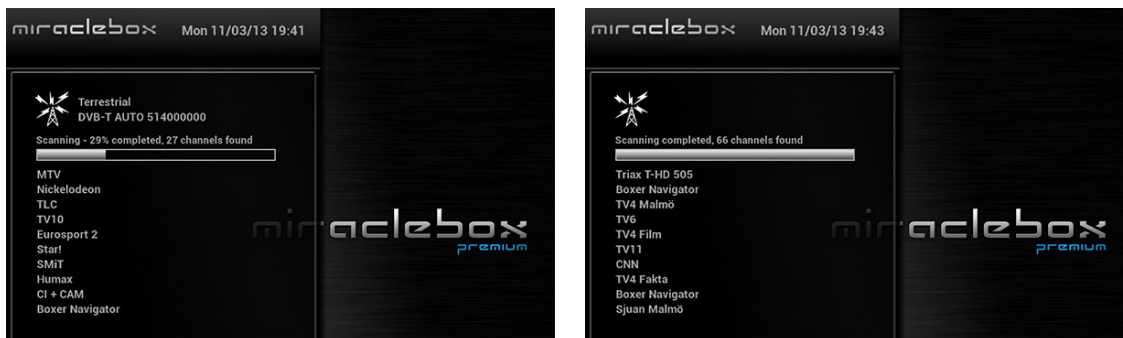 miraclebox Mon 11/03/13 19:41
Terrestrial
DVB-T AUTO 514000000
Scanning - 29% completed, 27 channels found
MTV
Nickelodeon
TLC
TV10
Eurosport 2
Star!
SMiT
Humax
CI + CAM
Boxer Navigator
miraclebox
premium
miraclebox Mon 11/03/13 19:43
Scanning completed, 66 channels found
Triax T-HD 505
Boxer Navigator
TV4 Malmö
TV6
TV4 Film
TV11
CNN
TV4 Fakta
Boxer Navigator
Sjuan Malmö
miraclebox
premium